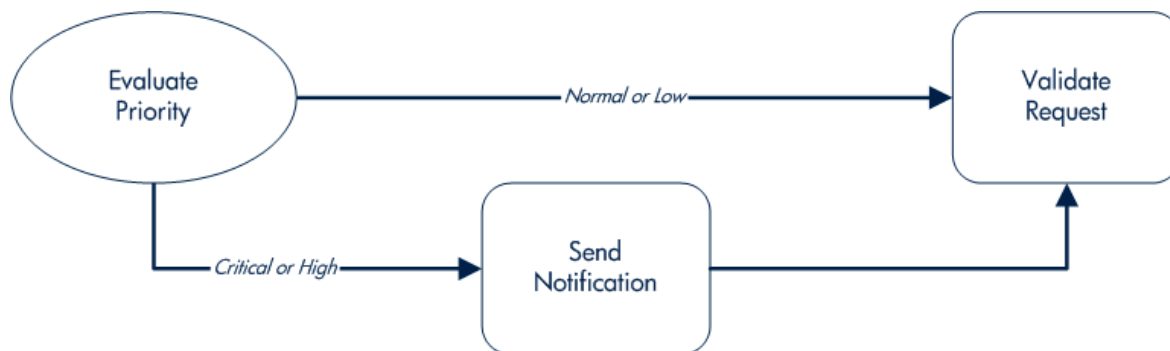 Evaluate
Priority
Normal or Low
Validate
Request
Critical or High
Send
Notification